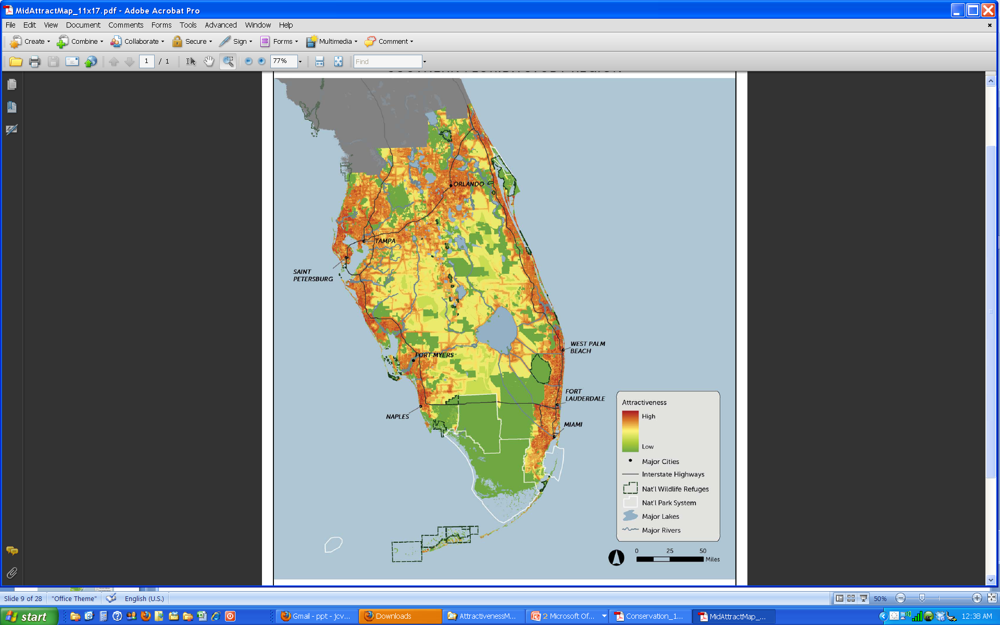 MidAttractMap_11x17.pdf - Adobe Acrobat Pro
File Edit View Document Comments Forms Tools Advanced Window Help
Create Combine Collaborate Secure Sign Forms Multimedia Comment
1 / 1 77% Find
ORLANDO
TAMPA
SAINT
PETERSBURG
WEST PALM
BEACH
FORT MYERS
FORT
LAUDERDALE
NAPLES
MIAMI
Attractiveness
High
Low
Major Cities
Interstate Highways
Nat'l Wildlife Refuges
Nat'l Park System
Major Lakes
Major Rivers
0 25 50
Miles
Slide 9 of 28 "Office Theme" English (U.S.) 50%
start Gmail - ppt - jcv... Downloads AttractivenessM... 2 Microsoft Of... Conservation_1... MidAttractMap_... 12:38 AM